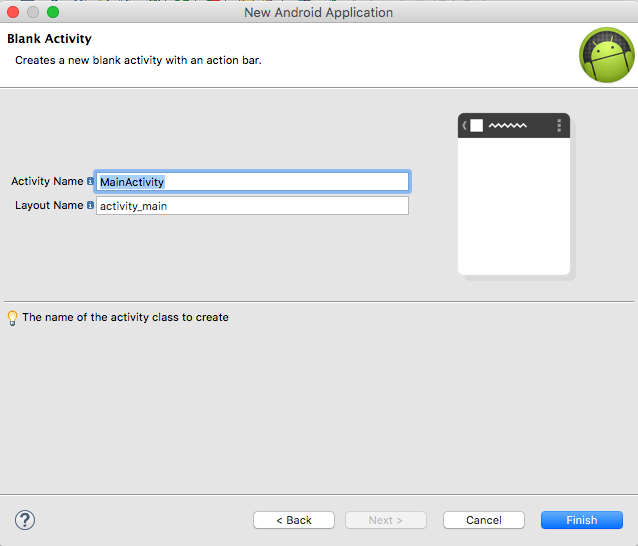 New Android Application
Blank Activity
Creates a new blank activity with an action bar.
Activity Name MainActivity
Layout Name activity_main
The name of the activity class to create
? < Back Next > Cancel Finish